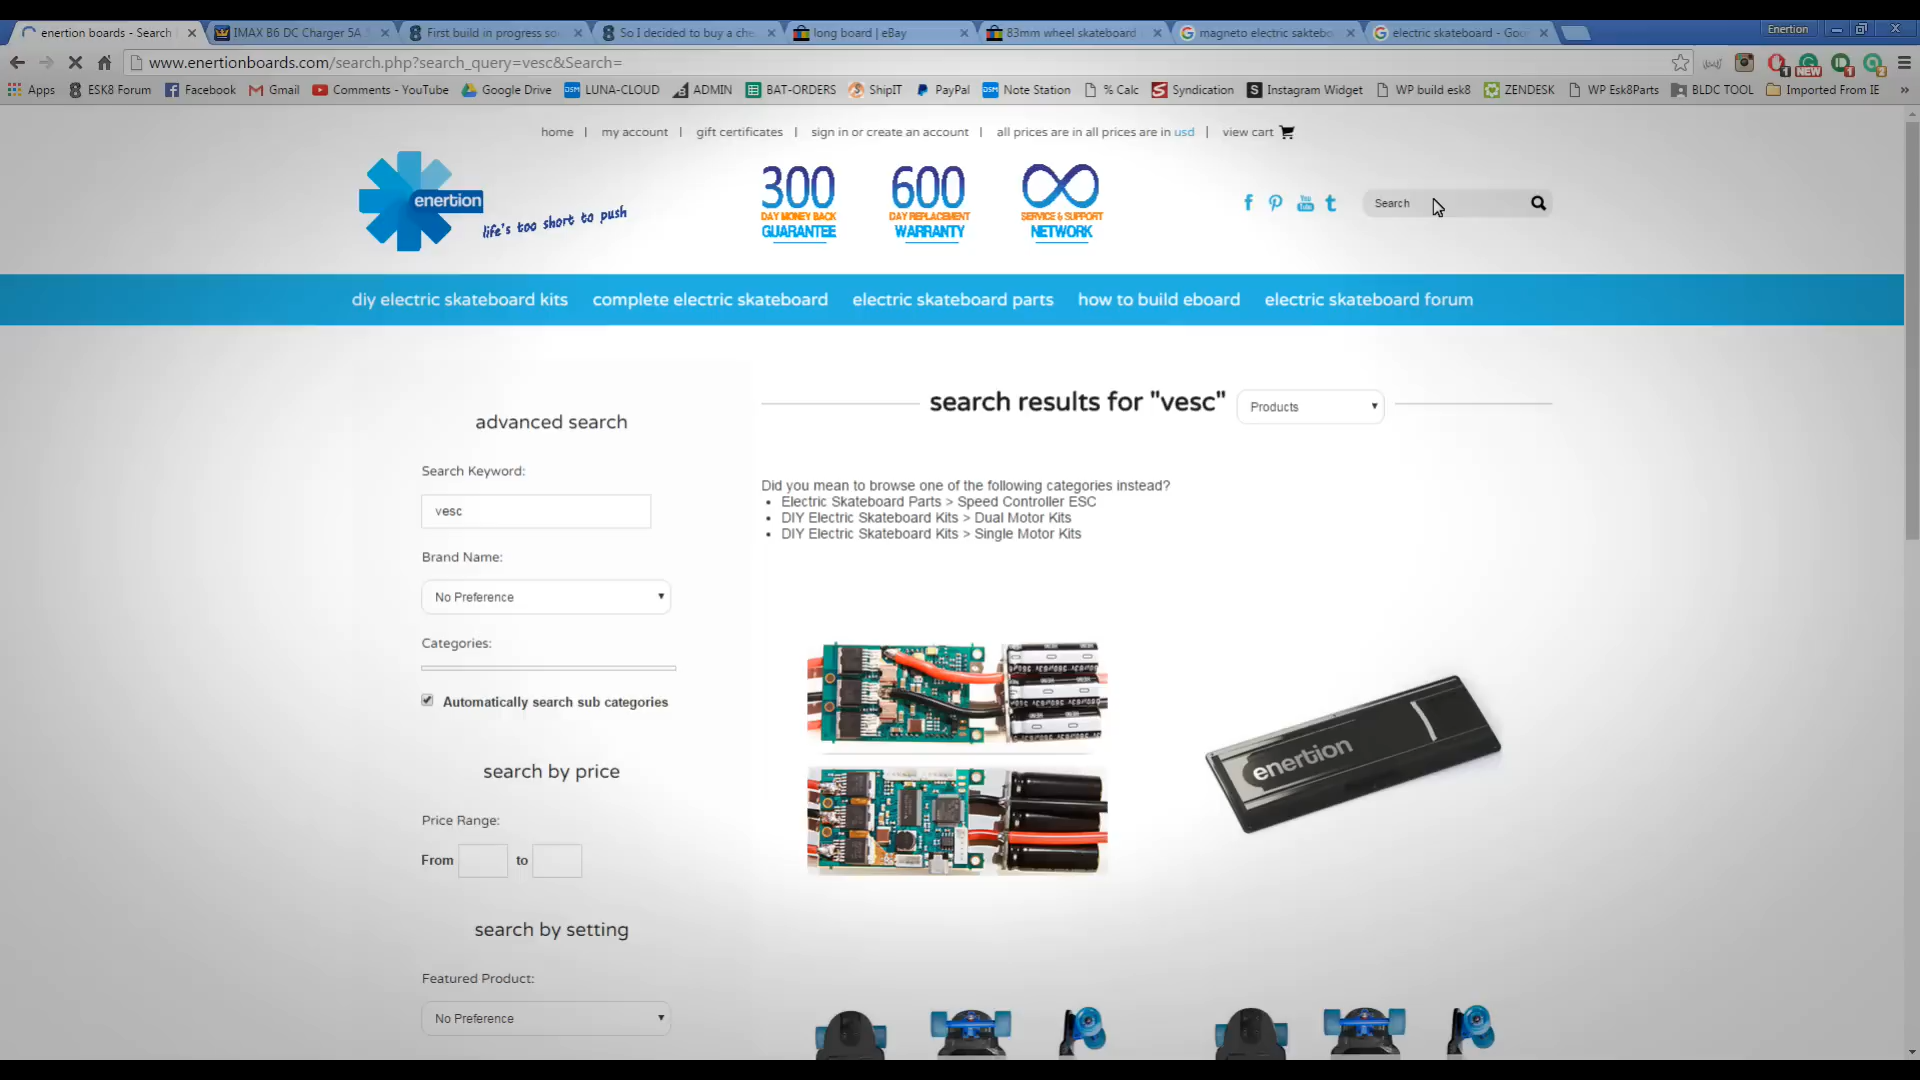 enertion boards - Search
IMAX B6 DC Charger 5A
First build in progress so
So I decided to buy a che
long board | eBay
83mm wheel skateboard
magneto electric saktebo
electric skateboard - Goo
Enertion
www.enertionboards.com/search.php?search_query=vesc&Search=
Apps
ESK8 Forum
Facebook
Gmail
Comments - YouTube
Google Drive
LUNA-CLOUD
ADMIN
BAT-ORDERS
ShipIT
PayPal
Note Station
% Calc
Syndication
Instagram Widget
WP build esk8
ZENDESK
WP Esk8Parts
BLDC TOOL
Imported From IE
home | my account | gift certificates | sign in or create an account | all prices are in all prices are in usd | view cart
enertion
life's too short to push
300
DAY MONEY BACK
GUARANTEE
600
DAY REPLACEMENT
WARRANTY
SERVICE & SUPPORT
NETWORK
Search
diy electric skateboard kits
complete electric skateboard
electric skateboard parts
how to build eboard
electric skateboard forum
search results for "vesc"
Products
advanced search
Search Keyword:
vesc
Brand Name:
No Preference
Categories:
Automatically search sub categories
search by price
Price Range:
From to
search by setting
Featured Product:
No Preference
Did you mean to browse one of the following categories instead?
Electric Skateboard Parts > Speed Controller ESC
DIY Electric Skateboard Kits > Dual Motor Kits
DIY Electric Skateboard Kits > Single Motor Kits
enertion